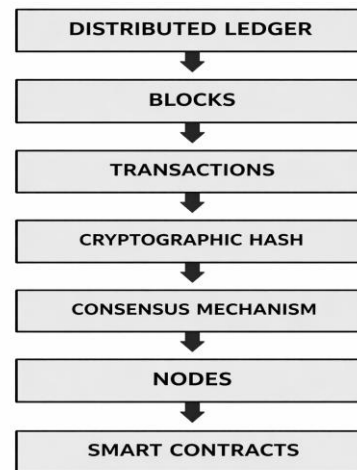 DISTRIBUTED LEDGER
BLOCKS
TRANSACTIONS
CRYPTOGRAPHIC HASH
CONSENSUS MECHANISM
NODES
SMART CONTRACTS